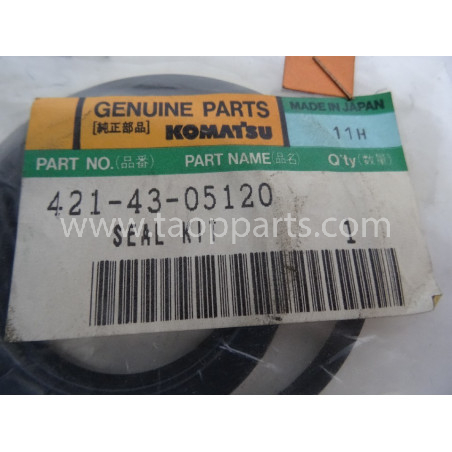 GENUINE PARTS
[純正部品] KOMATSU
MADE IN JAPAN
11H
PART NO.(品番) PART NAME(品名) Q'ty(数量)
421-43-05120
www.taopparts.com
SEAL KIT 1